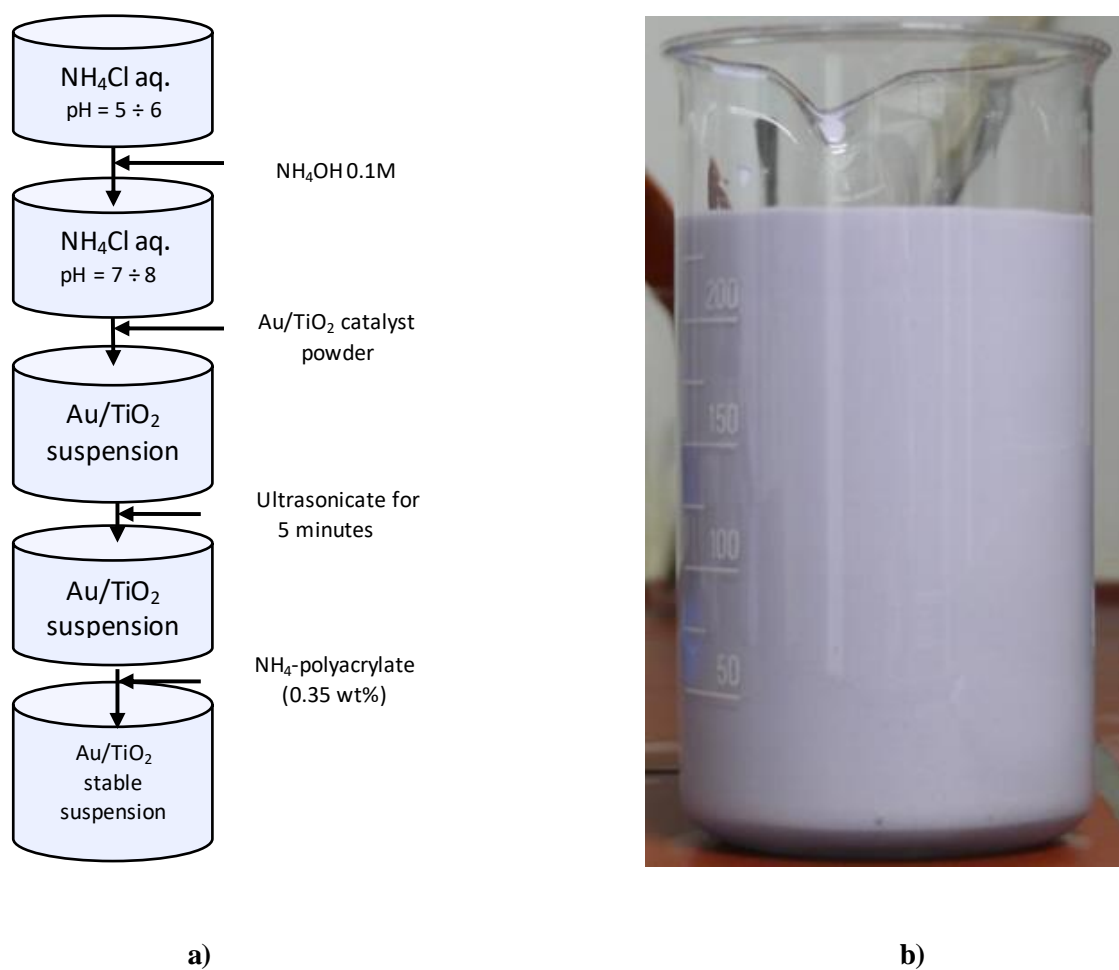 NH₄Cl aq.
pH = 5 ÷ 6
NH₄OH 0.1M
NH₄Cl aq.
pH = 7 ÷ 8
Au/TiO₂ catalyst
powder
Au/TiO₂
suspension
Ultrasonicate for
5 minutes
Au/TiO₂
suspension
NH₄-polyacrylate
(0.35 wt%)
Au/TiO₂
stable
suspension
a)
200
150
100
50
b)